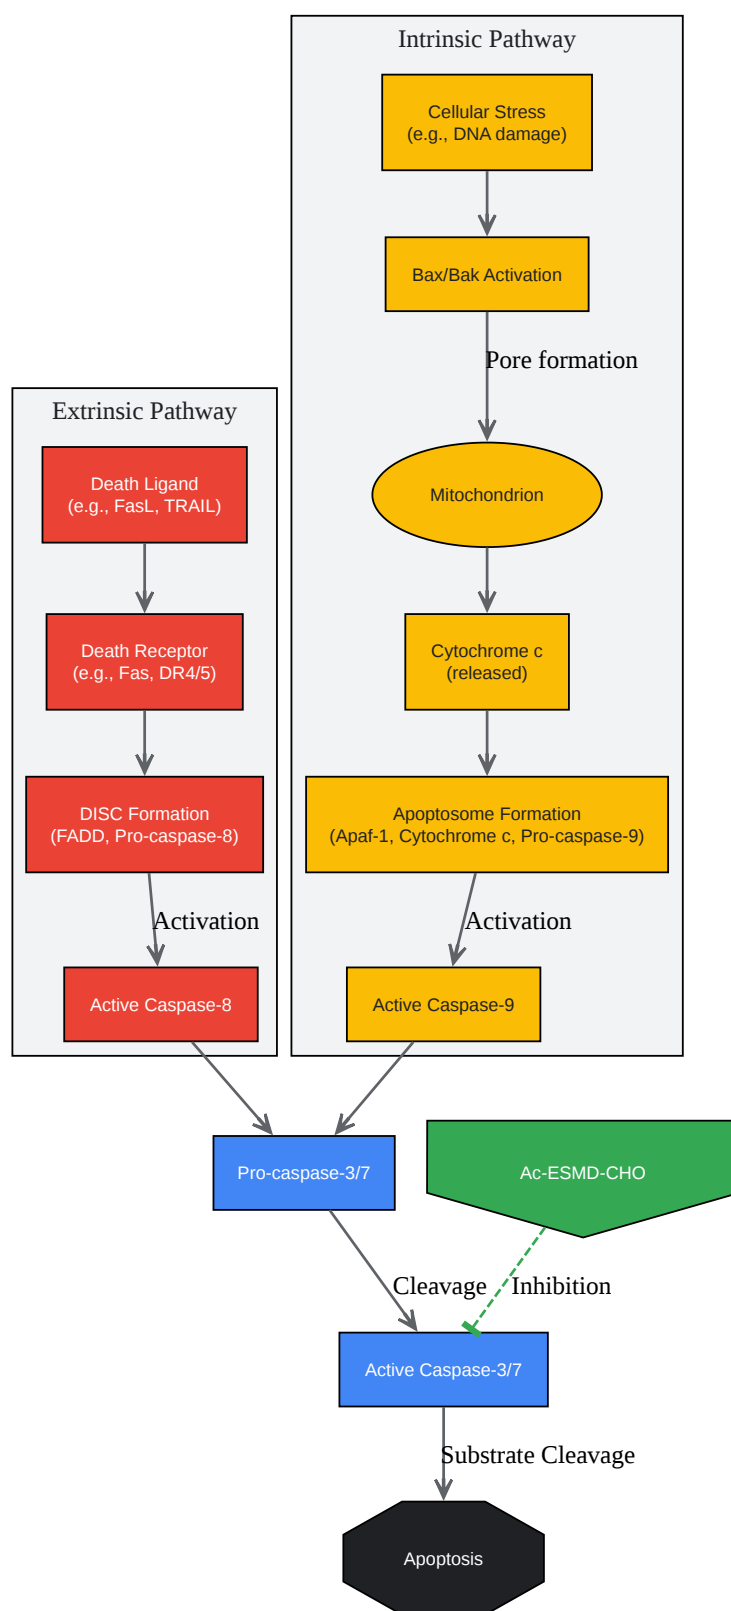 Intrinsic Pathway
Cellular Stress
(e.g., DNA damage)
Bax/Bak Activation
Pore formation
Mitochondrion
Cytochrome c
(released)
Apoptosome Formation
(Apaf-1, Cytochrome c, Pro-caspase-9)
Activation
Active Caspase-9
Extrinsic Pathway
Death Ligand
(e.g., FasL, TRAIL)
Death Receptor
(e.g., Fas, DR4/5)
DISC Formation
(FADD, Pro-caspase-8)
Activation
Active Caspase-8
Pro-caspase-3/7
Ac-ESMD-CHO
Cleavage
Inhibition
Active Caspase-3/7
Substrate Cleavage
Apoptosis